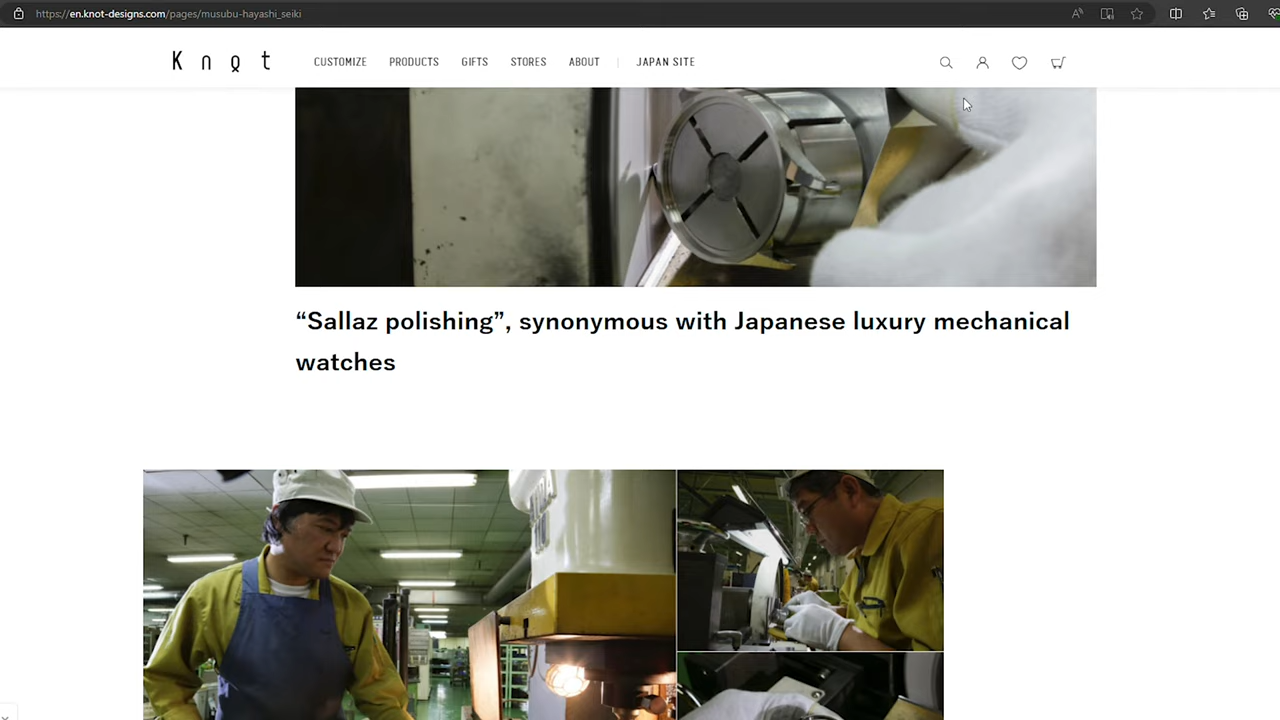 https://en.knot-designs.com/pages/musubu-hayashi_seiki
Knot CUSTOMIZE PRODUCTS GIFTS STORES ABOUT | JAPAN SITE
“Sallaz polishing”, synonymous with Japanese luxury mechanical
watches